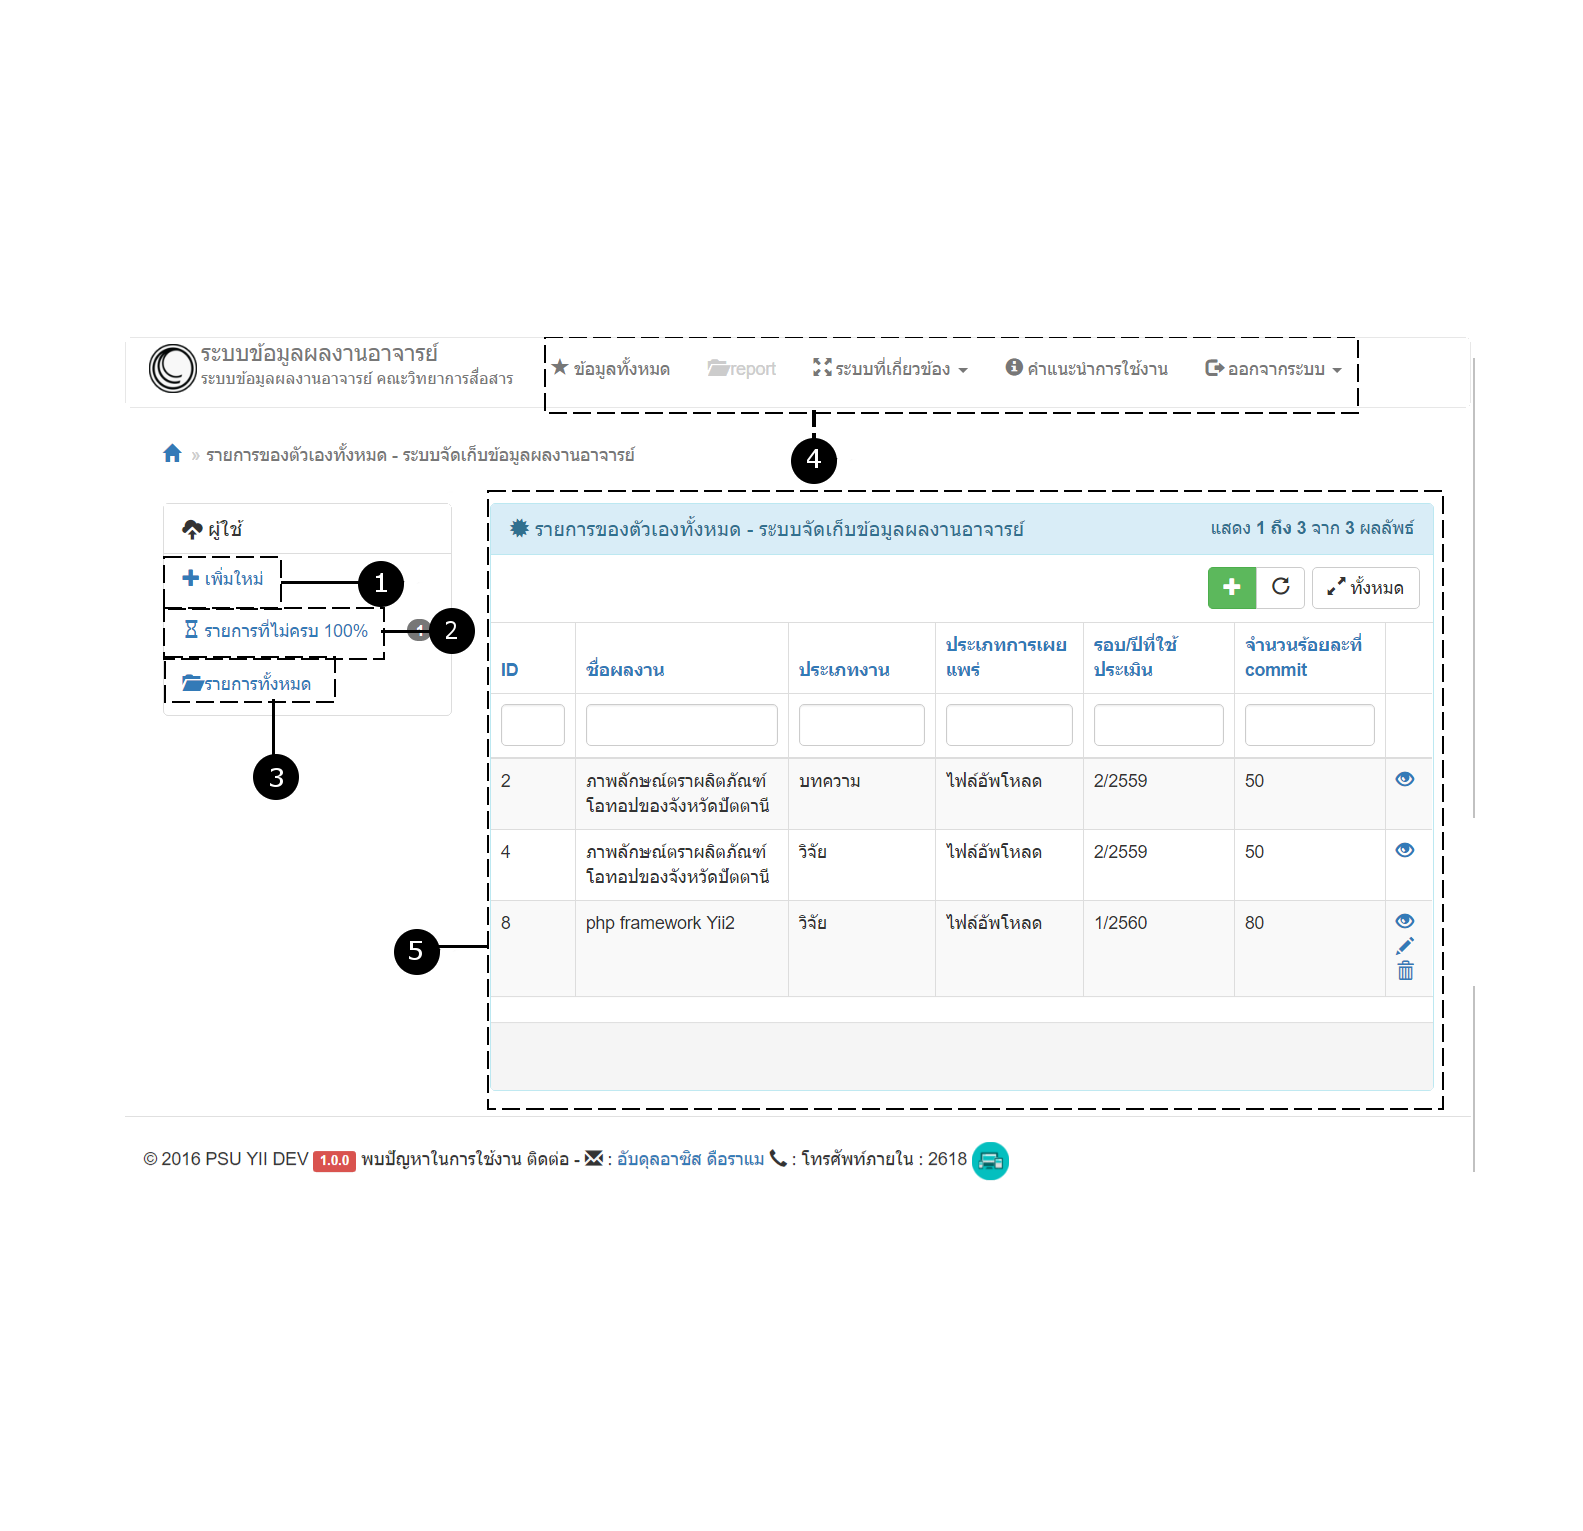 ระบบข้อมูลผลงานอาจารย์
ระบบข้อมูลผลงานอาจารย์ คณะวิทยาการสื่อสาร
ข้อมูลทั้งหมด report ระบบที่เกี่ยวข้อง คำแนะนำการใช้งาน ออกจากระบบ
4
» รายการของตัวเองทั้งหมด - ระบบจัดเก็บข้อมูลผลงานอาจารย์
ผู้ใช้
เพิ่มใหม่
1
รายการที่ไม่ครบ 100%
2
รายการทั้งหมด
3
รายการของตัวเองทั้งหมด - ระบบจัดเก็บข้อมูลผลงานอาจารย์ แสดง 1 ถึง 3 จาก 3 ผลลัพธ์
ทั้งหมด
ID ชื่อผลงาน ประเภทงาน ประเภทการเผยแพร่ รอบ/ปีที่ใช้ประเมิน จำนวนร้อยละที่ commit
2 ภาพลักษณ์ตราผลิตภัณฑ์โอทอปของจังหวัดปัตตานี บทความ ไฟล์อัพโหลด 2/2559 50
4 ภาพลักษณ์ตราผลิตภัณฑ์โอทอปของจังหวัดปัตตานี วิจัย ไฟล์อัพโหลด 2/2559 50
8 php framework Yii2 วิจัย ไฟล์อัพโหลด 1/2560 80
5
© 2016 PSU YII DEV 1.0.0 พบปัญหาในการใช้งาน ติดต่อ - : อับดุลอาซิส ดือราแม : โทรศัพท์ภายใน : 2618